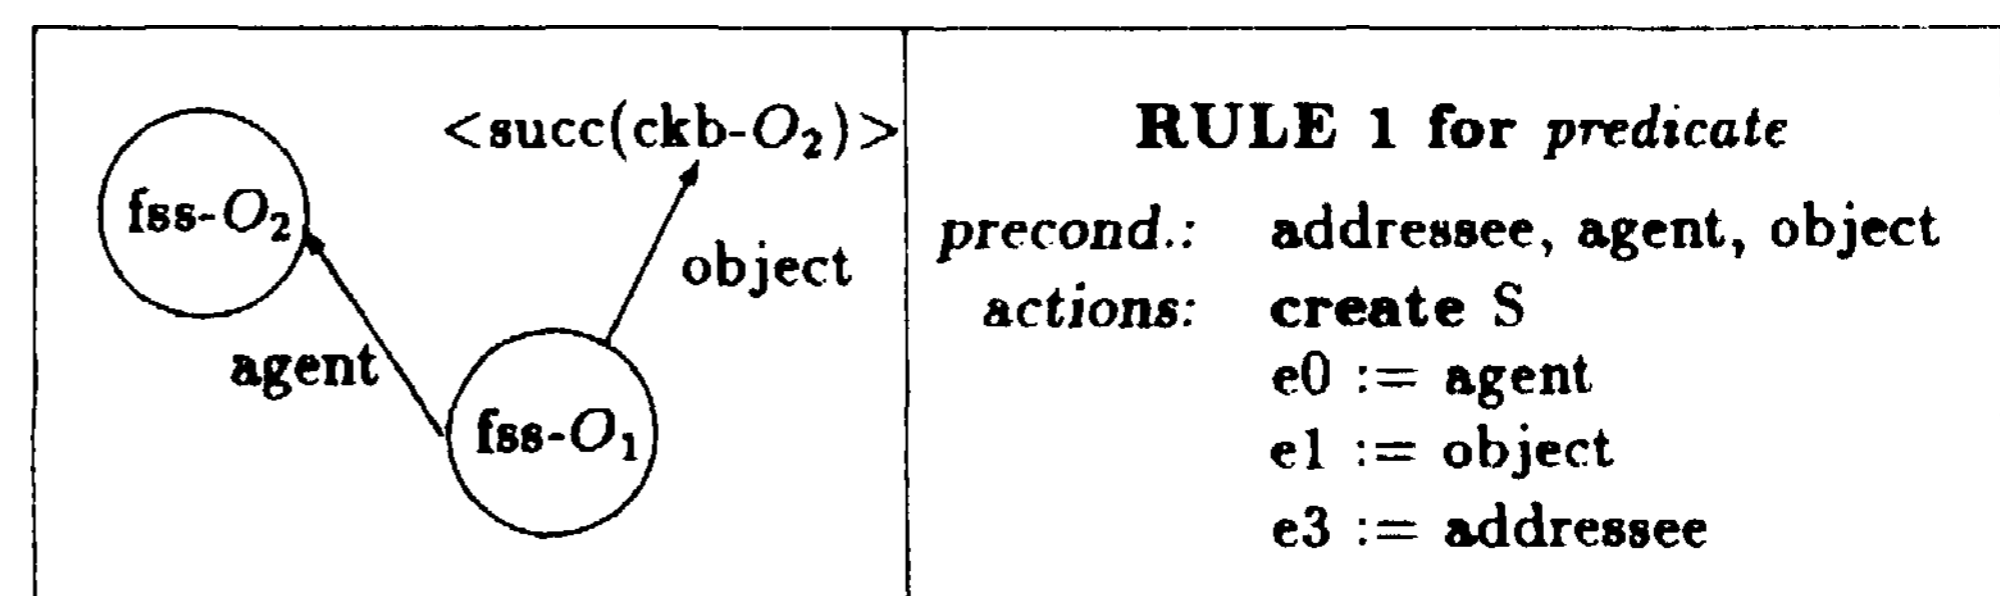 <succ(ckb-O₂)>
fss-O₂
object
agent
fss-O₁
RULE 1 for predicate
precond.: addressee, agent, object
actions: create S
e0 := agent
e1 := object
e3 := addressee